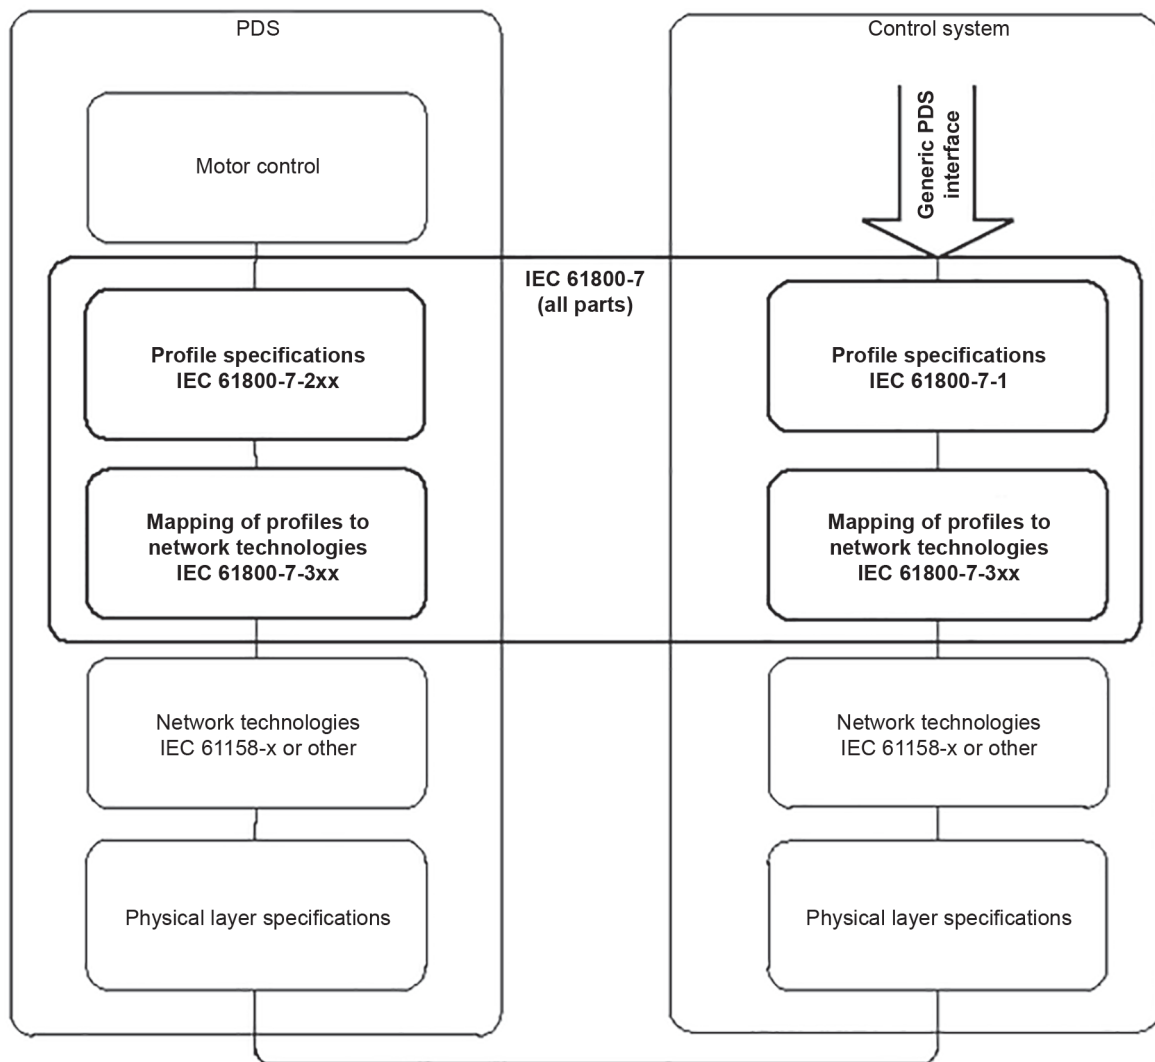 PDS
Control system
Motor control
Generic PDS
interface
IEC 61800-7
(all parts)
Profile specifications
IEC 61800-7-2xx
Profile specifications
IEC 61800-7-1
Mapping of profiles to
network technologies
IEC 61800-7-3xx
Mapping of profiles to
network technologies
IEC 61800-7-3xx
Network technologies
IEC 61158-x or other
Network technologies
IEC 61158-x or other
Physical layer specifications
Physical layer specifications